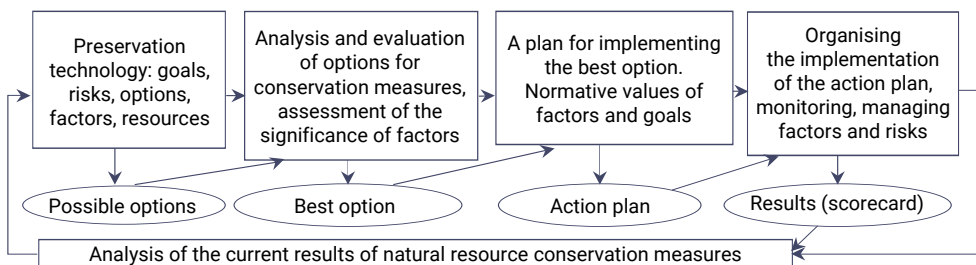 Preservation
technology: goals,
risks, options,
factors, resources
Analysis and evaluation
of options for
conservation measures,
assessment of the
significance of factors
A plan for implementing
the best option.
Normative values of
factors and goals
Organising
the implementation
of the action plan,
monitoring, managing
factors and risks
Possible options
Best option
Action plan
Results (scorecard)
Analysis of the current results of natural resource conservation measures